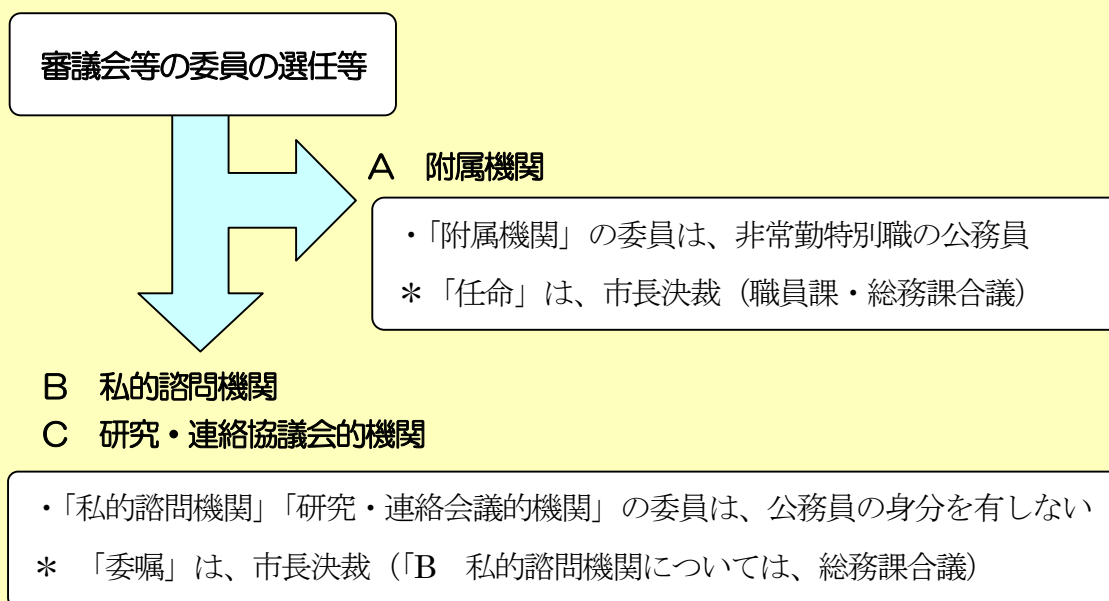 審議会等の委員の選任等
A 附属機関
・「附属機関」の委員は、非常勤特別職の公務員
＊「任命」は、市長決裁（職員課・総務課合議）
B 私的諮問機関
C 研究・連絡協議会的機関
・「私的諮問機関」「研究・連絡会議的機関」の委員は、公務員の身分を有しない
＊ 「委嘱」は、市長決裁（「B 私的諮問機関については、総務課合議）